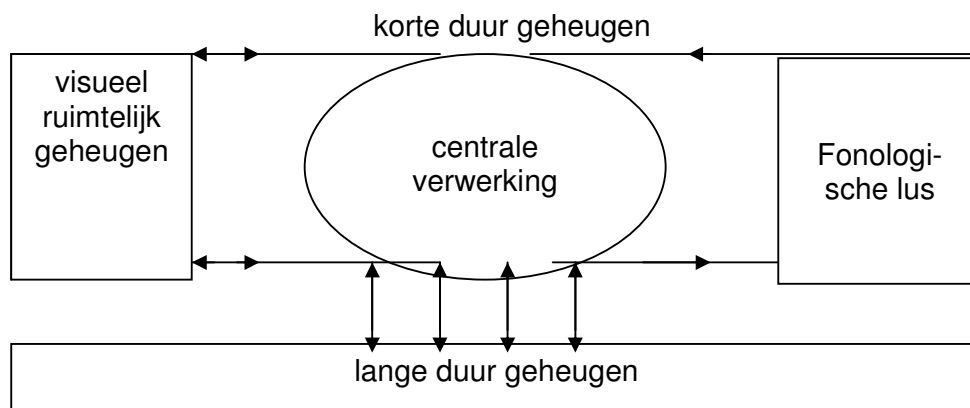 korte duur geheugen
visueel
ruimtelijk
geheugen
centrale
verwerking
Fonologi-
sche lus
lange duur geheugen